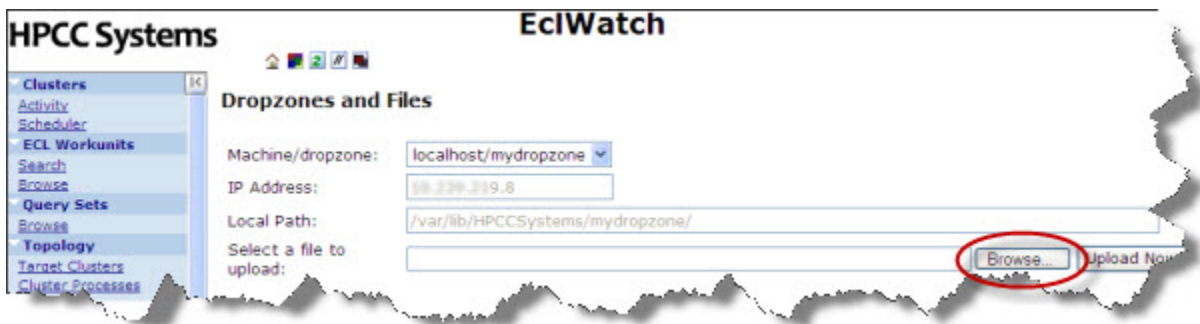 HPCC Systems
EclWatch
Clusters
Activity
Scheduler
ECL Workunits
Search
Browse
Query Sets
Browse
Topology
Target Clusters
Cluster Processes
Dropzones and Files
Machine/dropzone: localhost/mydropzone
IP Address: 9.8
Local Path: /var/lib/HPCCSystems/mydropzone/
Select a file to
upload: Browse... Upload Now